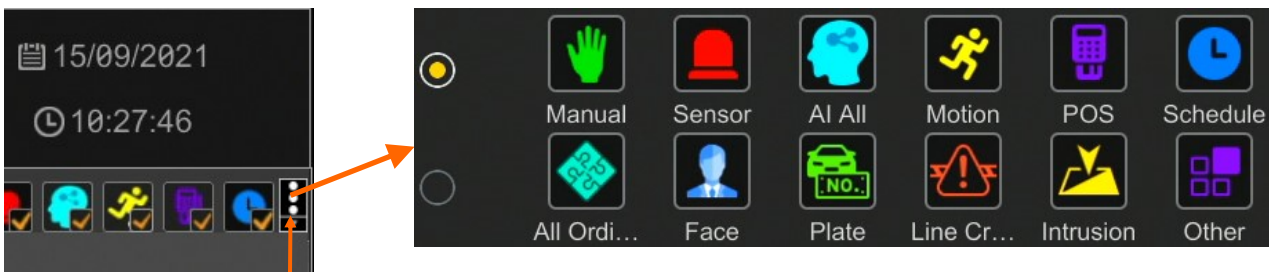 15/09/2021
10:27:46
Manual Sensor AI All Motion POS Schedule
NO.
All Ordi... Face Plate Line Cr... Intrusion Other